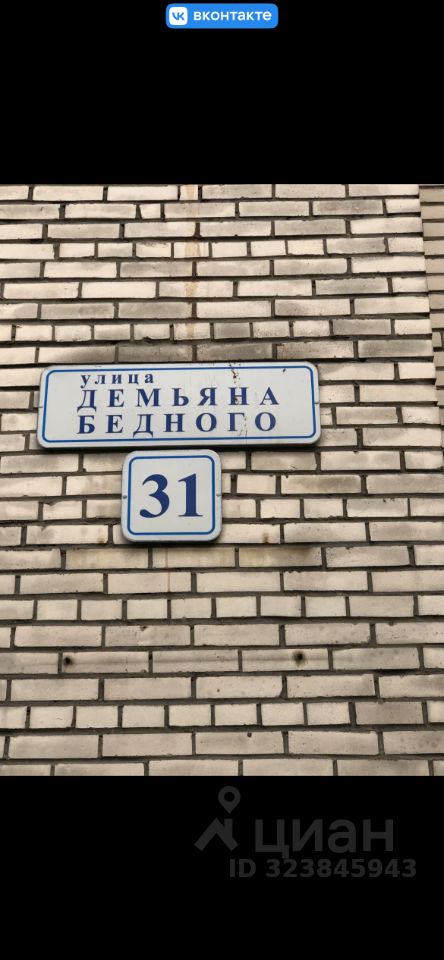 вконтакте
улица
ДЕМЬЯНА
БЕДНОГО
31
циан
ID 323845943